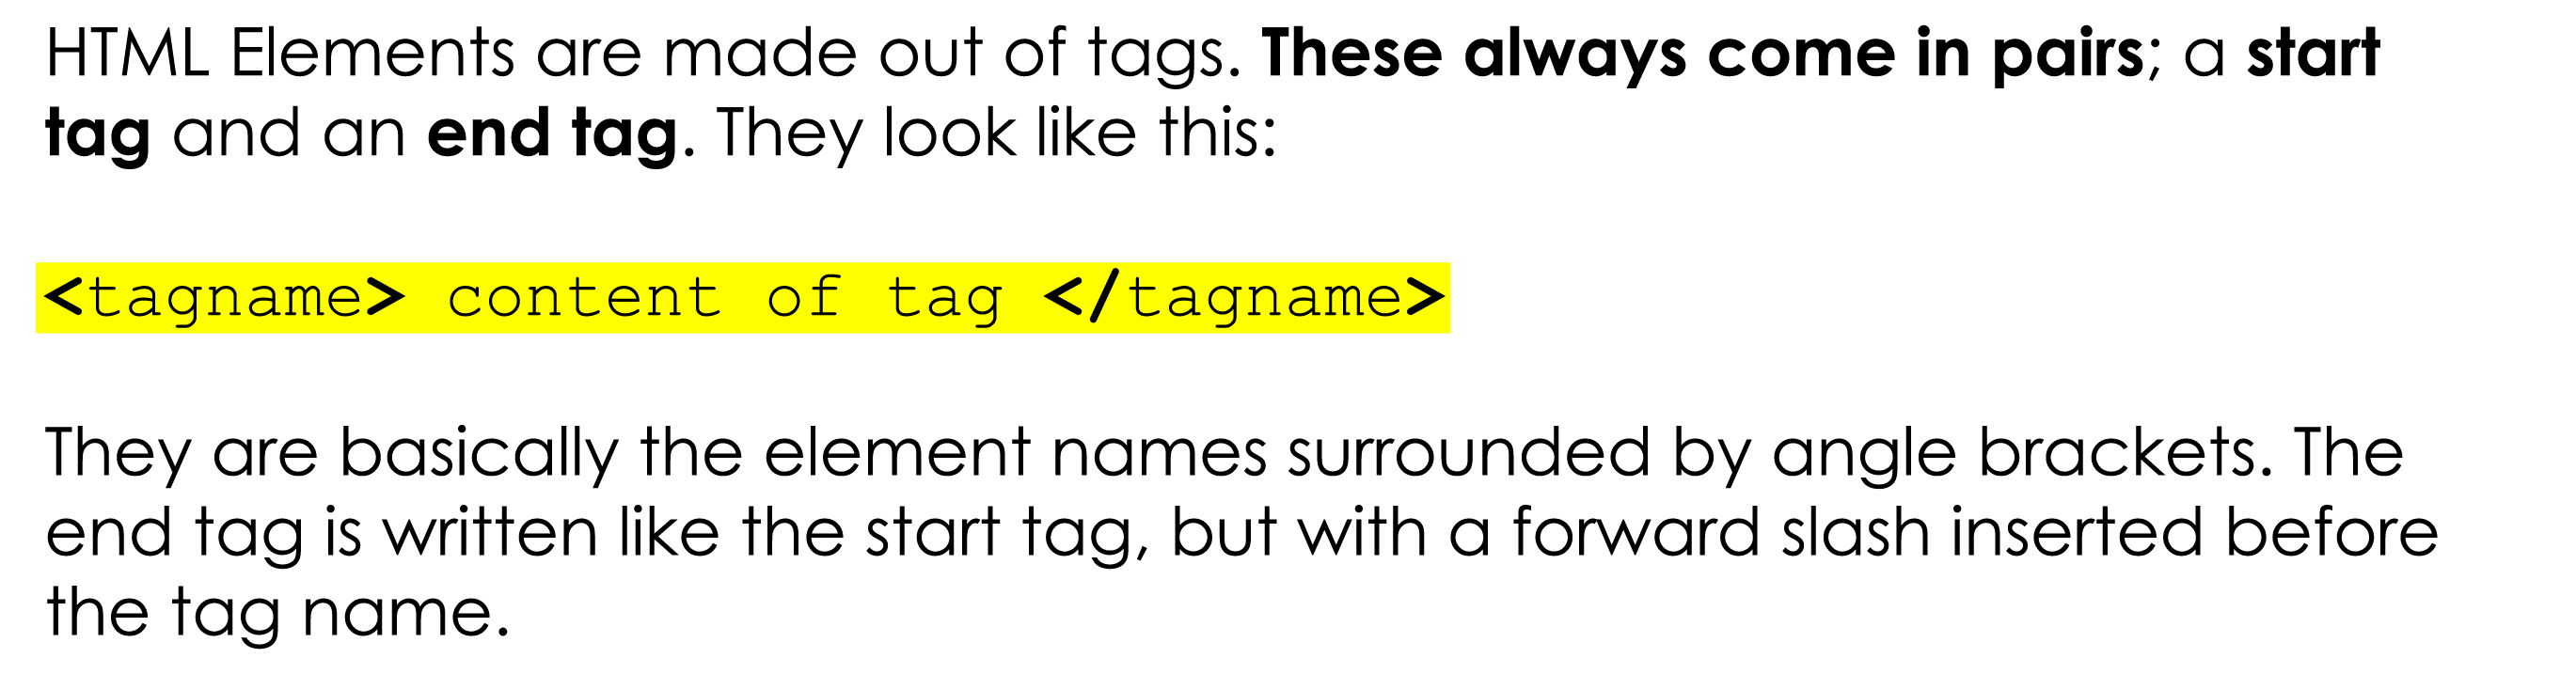 HTML Elements are made out of tags. These always come in pairs; a start
tag and an end tag. They look like this:
<tagname> content of tag </tagname>
They are basically the element names surrounded by angle brackets. The
end tag is written like the start tag, but with a forward slash inserted before
the tag name.